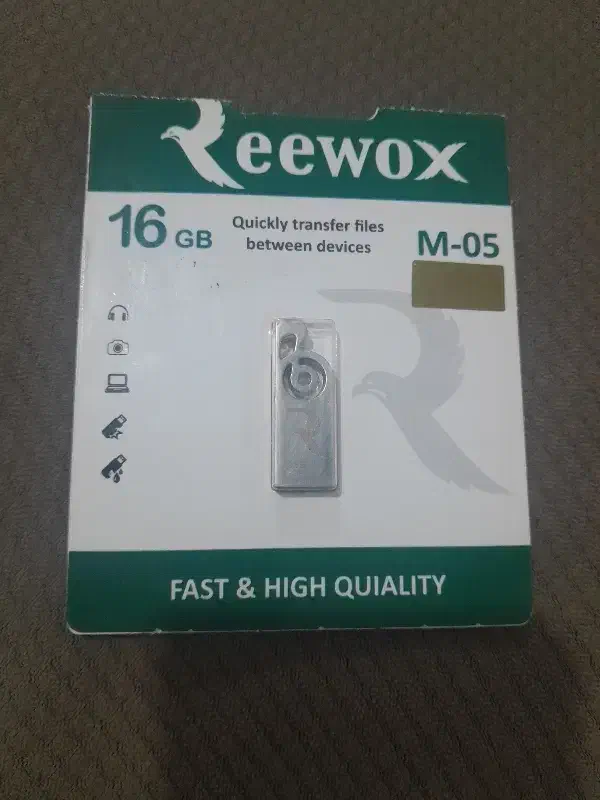 Reewox
16 GB
Quickly transfer files
between devices
M-05
FAST & HIGH QUIALITY